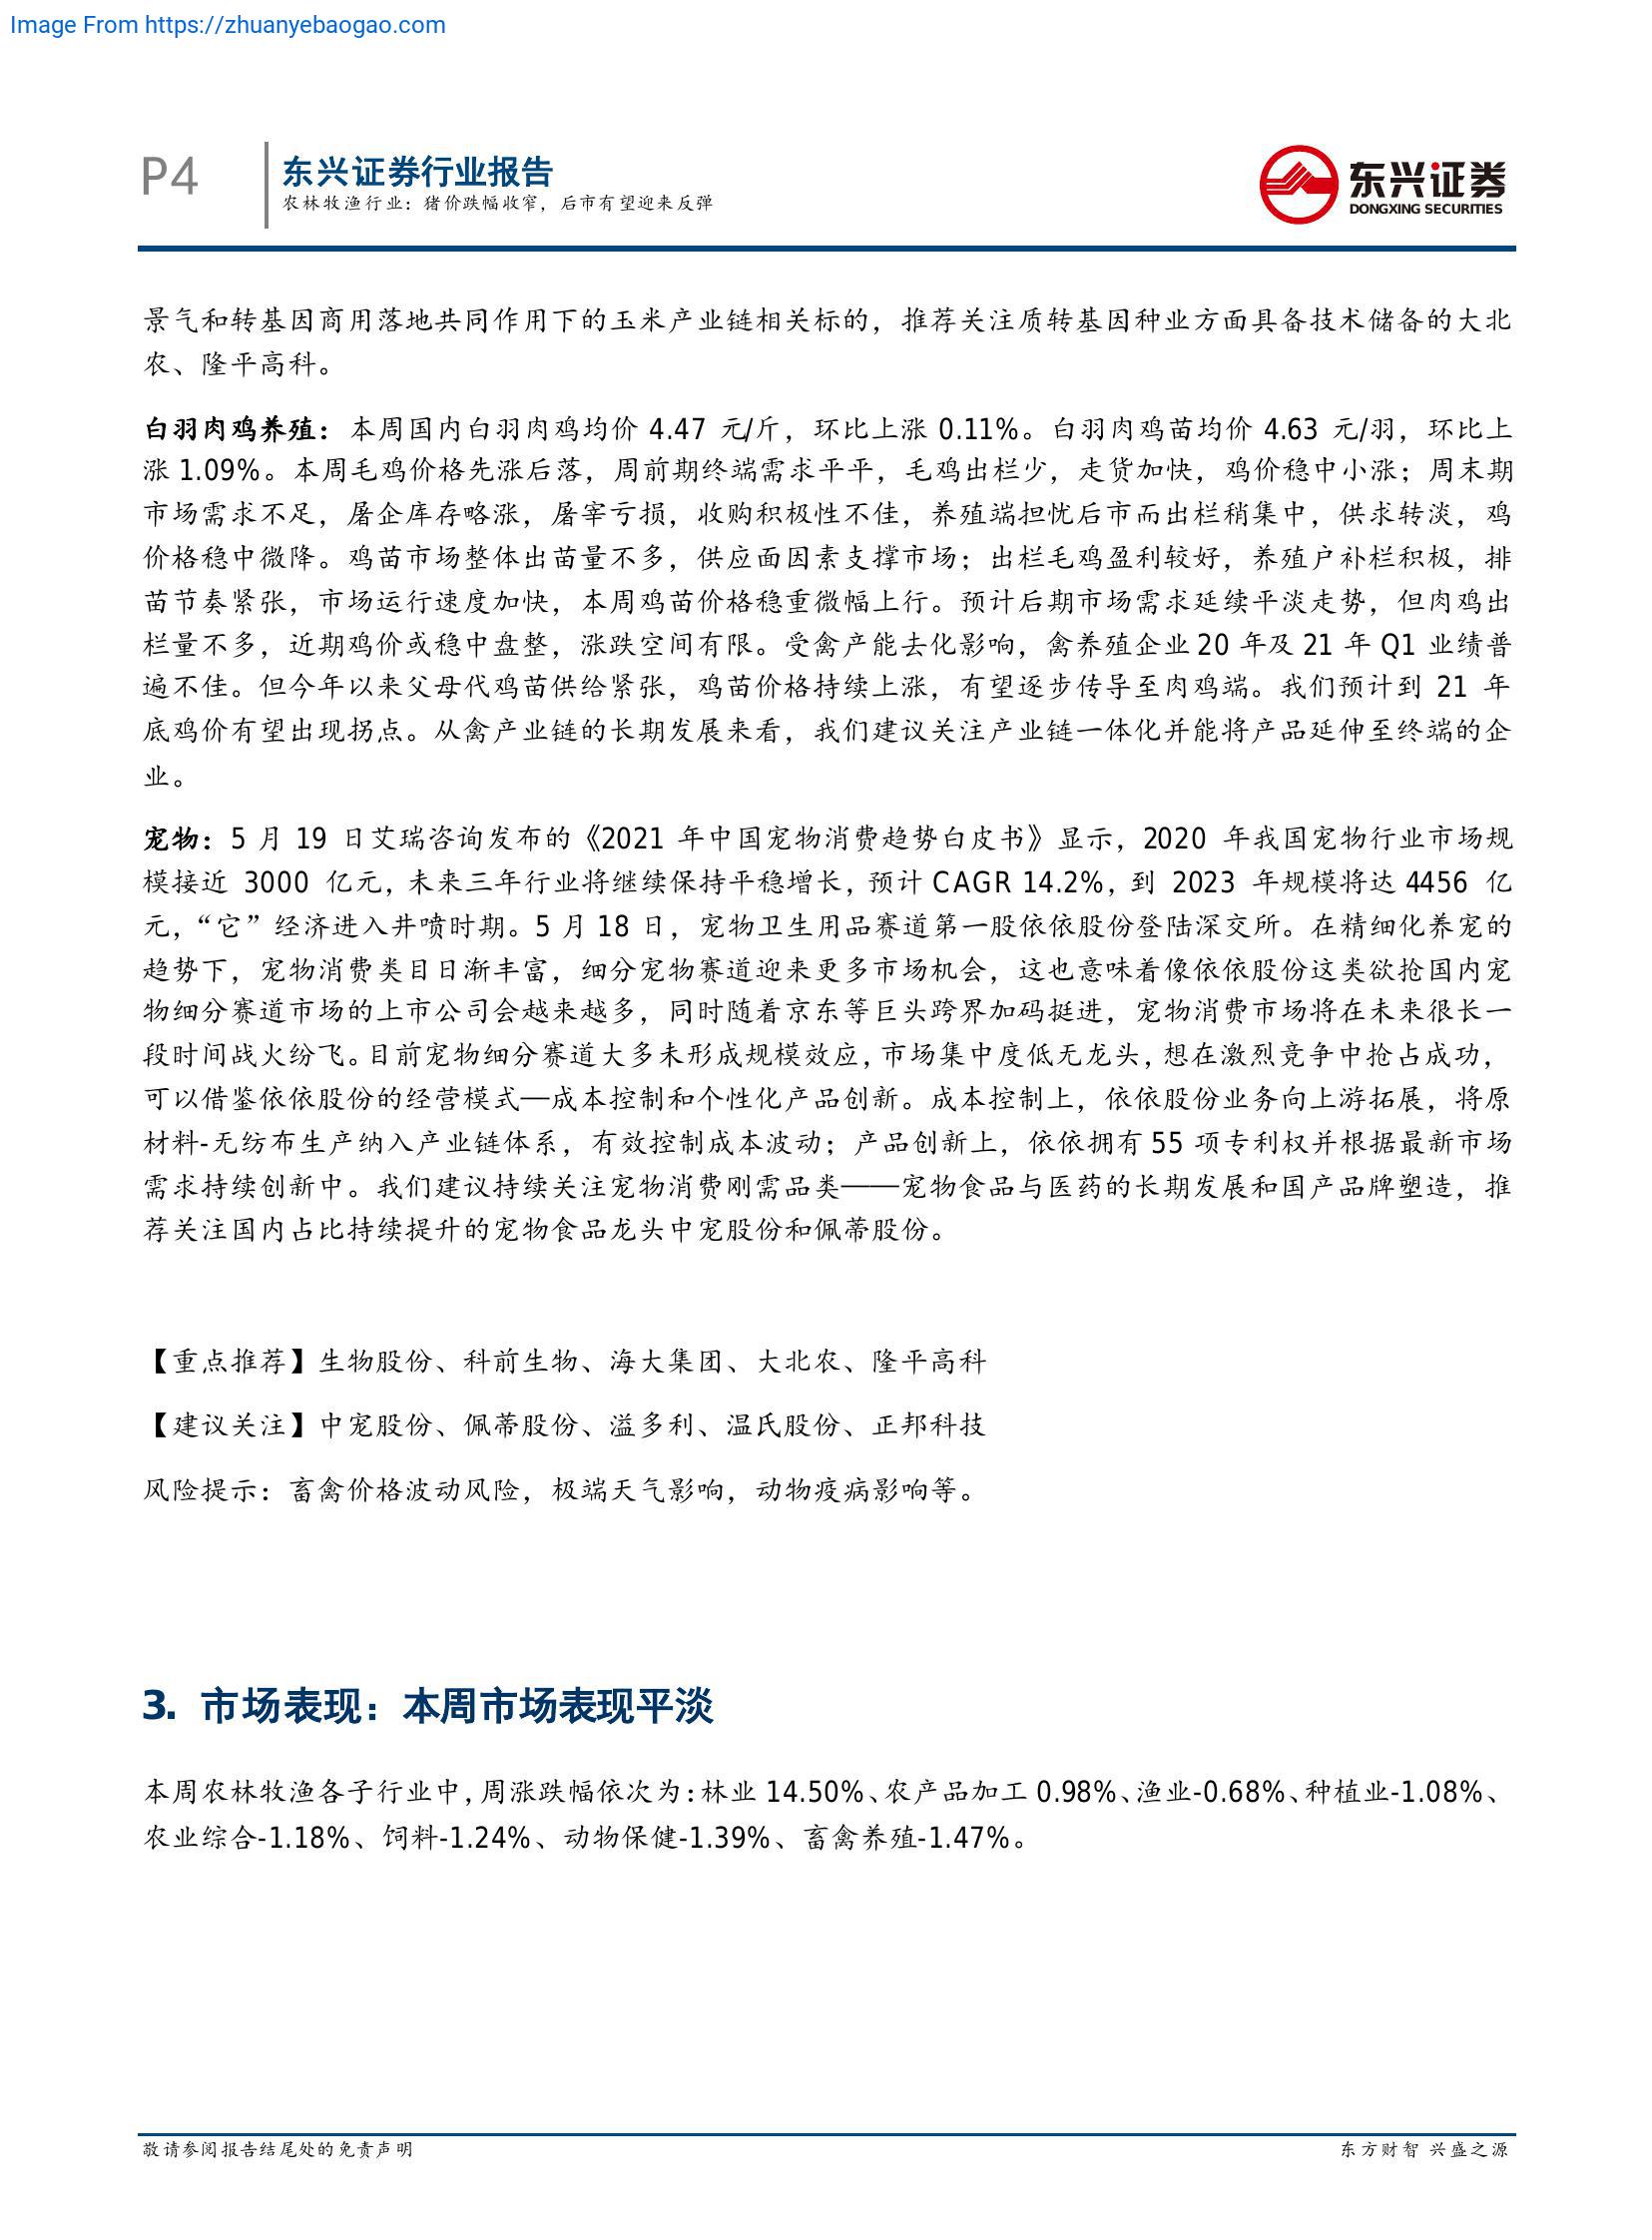 Image From https://zhuanyebaogao.com
P4
东兴证券行业报告
农林牧渔行业：猪价跌幅收窄，后市有望迎来反弹
东兴证券
DONGXING SECURITIES
景气和转基因商用落地共同作用下的玉米产业链相关标的，推荐关注质转基因种业方面具备技术储备的大北
农、隆平高科。
白羽肉鸡养殖：本周国内白羽肉鸡均价 4.47 元/斤，环比上涨 0.11%。白羽肉鸡苗均价 4.63 元/羽，环比上
涨 1.09%。本周毛鸡价格先涨后落，周前期终端需求平平，毛鸡出栏少，走货加快，鸡价稳中小涨；周末期
市场需求不足，屠企库存略涨，屠宰亏损，收购积极性不佳，养殖端担忧后市而出栏稍集中，供求转淡，鸡
价格稳中微降。鸡苗市场整体出苗量不多，供应面因素支撑市场；出栏毛鸡盈利较好，养殖户补栏积极，排
苗节奏紧张，市场运行速度加快，本周鸡苗价格稳重微幅上行。预计后期市场需求延续平淡走势，但肉鸡出
栏量不多，近期鸡价或稳中盘整，涨跌空间有限。受禽产能去化影响，禽养殖企业 20 年及 21 年 Q1 业绩普
遍不佳。但今年以来父母代鸡苗供给紧张，鸡苗价格持续上涨，有望逐步传导至肉鸡端。我们预计到 21 年
底鸡价有望出现拐点。从禽产业链的长期发展来看，我们建议关注产业链一体化并能将产品延伸至终端的企
业。
宠物：5 月 19 日艾瑞咨询发布的《2021 年中国宠物消费趋势白皮书》显示，2020 年我国宠物行业市场规
模接近 3000 亿元，未来三年行业将继续保持平稳增长，预计 CAGR 14.2%，到 2023 年规模将达 4456 亿
元，“它”经济进入井喷时期。5 月 18 日，宠物卫生用品赛道第一股依依股份登陆深交所。在精细化养宠的
趋势下，宠物消费类目日渐丰富，细分宠物赛道迎来更多市场机会，这也意味着像依依股份这类欲抢国内宠
物细分赛道市场的上市公司会越来越多，同时随着京东等巨头跨界加码挺进，宠物消费市场将在未来很长一
段时间战火纷飞。目前宠物细分赛道大多未形成规模效应，市场集中度低无龙头，想在激烈竞争中抢占成功，
可以借鉴依依股份的经营模式—成本控制和个性化产品创新。成本控制上，依依股份业务向上游拓展，将原
材料-无纺布生产纳入产业链体系，有效控制成本波动；产品创新上，依依拥有 55 项专利权并根据最新市场
需求持续创新中。我们建议持续关注宠物消费刚需品类——宠物食品与医药的长期发展和国产品牌塑造，推
荐关注国内占比持续提升的宠物食品龙头中宠股份和佩蒂股份。
【重点推荐】生物股份、科前生物、海大集团、大北农、隆平高科
【建议关注】中宠股份、佩蒂股份、溢多利、温氏股份、正邦科技
风险提示：畜禽价格波动风险，极端天气影响，动物疫病影响等。
3. 市场表现：本周市场表现平淡
本周农林牧渔各子行业中，周涨跌幅依次为：林业 14.50%、农产品加工 0.98%、渔业-0.68%、种植业-1.08%、
农业综合-1.18%、饲料-1.24%、动物保健-1.39%、畜禽养殖-1.47%。
敬请参阅报告结尾处的免责声明
东方财智 兴盛之源